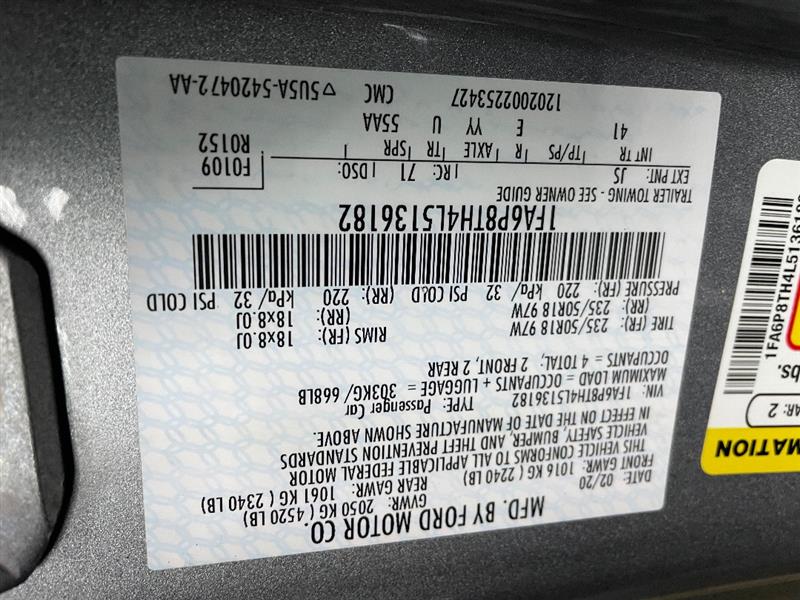 MFD. BY FORD MOTOR CO.
DATE: 02/20 GVWR: 2050 KG ( 4520 LB)
FRONT GAWR: 1016 KG ( 2240 LB) REAR GAWR: 1061 KG ( 2340 LB)
THIS VEHICLE CONFORMS TO ALL APPLICABLE FEDERAL MOTOR
VEHICLE SAFETY, BUMPER, AND THEFT PREVENTION STANDARDS
IN EFFECT ON THE DATE OF MANUFACTURE SHOWN ABOVE.
VIN: 1FA6P8TH4L5136182 TYPE: Passenger Car
MAXIMUM LOAD = OCCUPANTS + LUGGAGE = 303KG/ 668LB
OCCUPANTS = 4 TOTAL, 2 FRONT, 2 REAR
TIRE (FR): 235/50R18 97W RIMS (FR): 18x8.0J
(RR): 235/50R18 97W (RR): 18x8.0J
PRESSURE (FR): 220 kPa/ 32 PSI COLD (RR): 220 kPa/ 32 PSI COLD
1FA6P8TH4L5136182
TRAILER TOWING - SEE OWNER GUIDE
EXT PNT: JS RC: 71 DSO: F0109
INT TR TP/PS R AXLE TR SPR R0152
41 E YY U 55AA
12020002253427 CMC ▽ 5U5A-5420472-AA
MATION
AR: 2
bs.